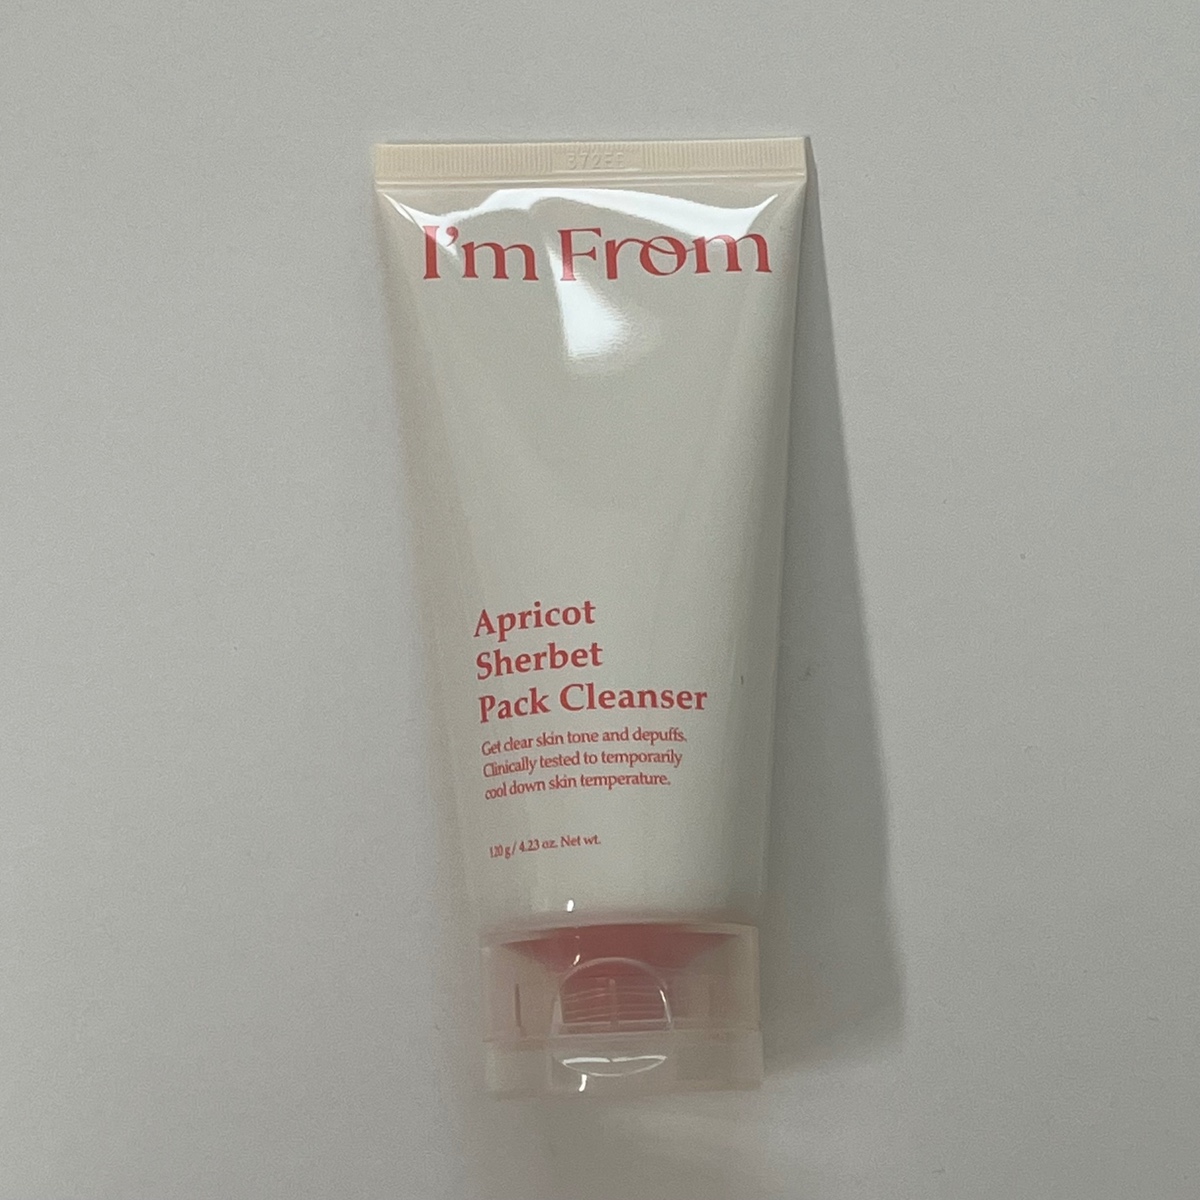 I'm From
Apricot
Sherbet
Pack Cleanser
Get clear skin tone and depuffs.
Clinically tested to temporarily
cool down skin temperature.
120 g / 4.23 oz. Net wt.